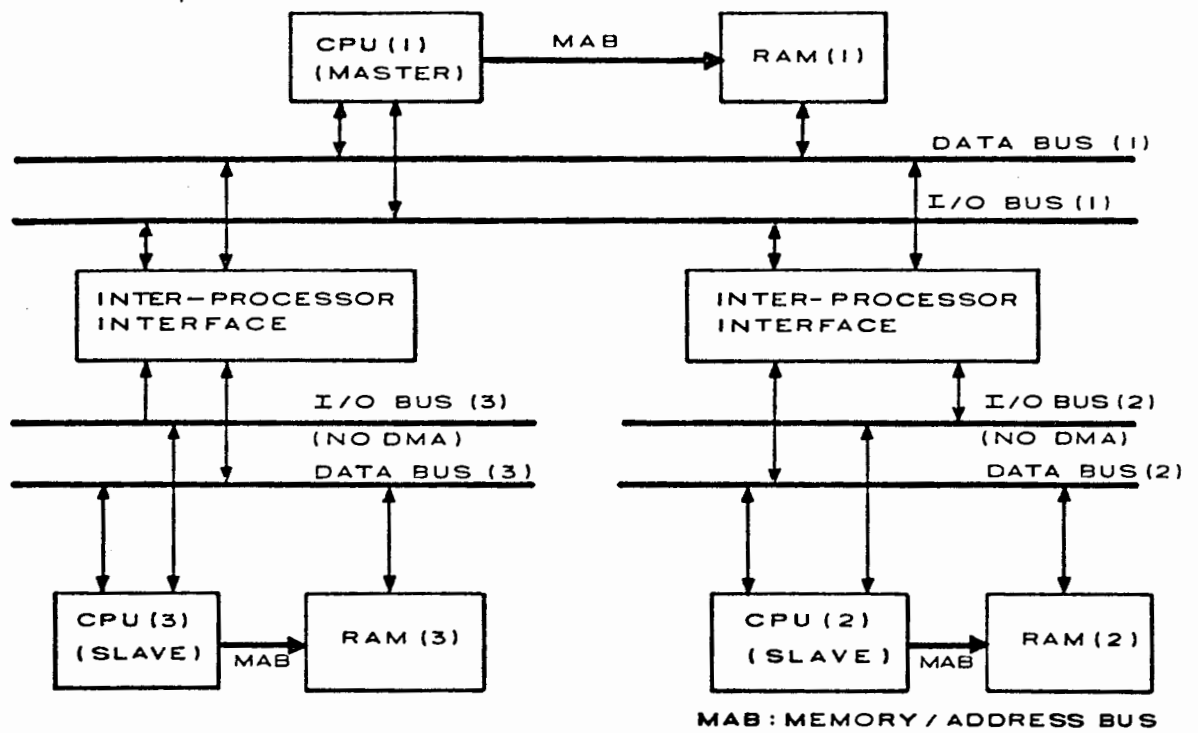 CPU (1)
(MASTER)
MAB
RAM (1)
DATA BUS (1)
I/O BUS (1)
INTER-PROCESSOR
INTERFACE
INTER-PROCESSOR
INTERFACE
I/O BUS (3)
(NO DMA)
DATA BUS (3)
I/O BUS (2)
(NO DMA)
DATA BUS (2)
CPU (3)
(SLAVE)
MAB
RAM (3)
CPU (2)
(SLAVE)
MAB
RAM (2)
MAB : MEMORY / ADDRESS BUS